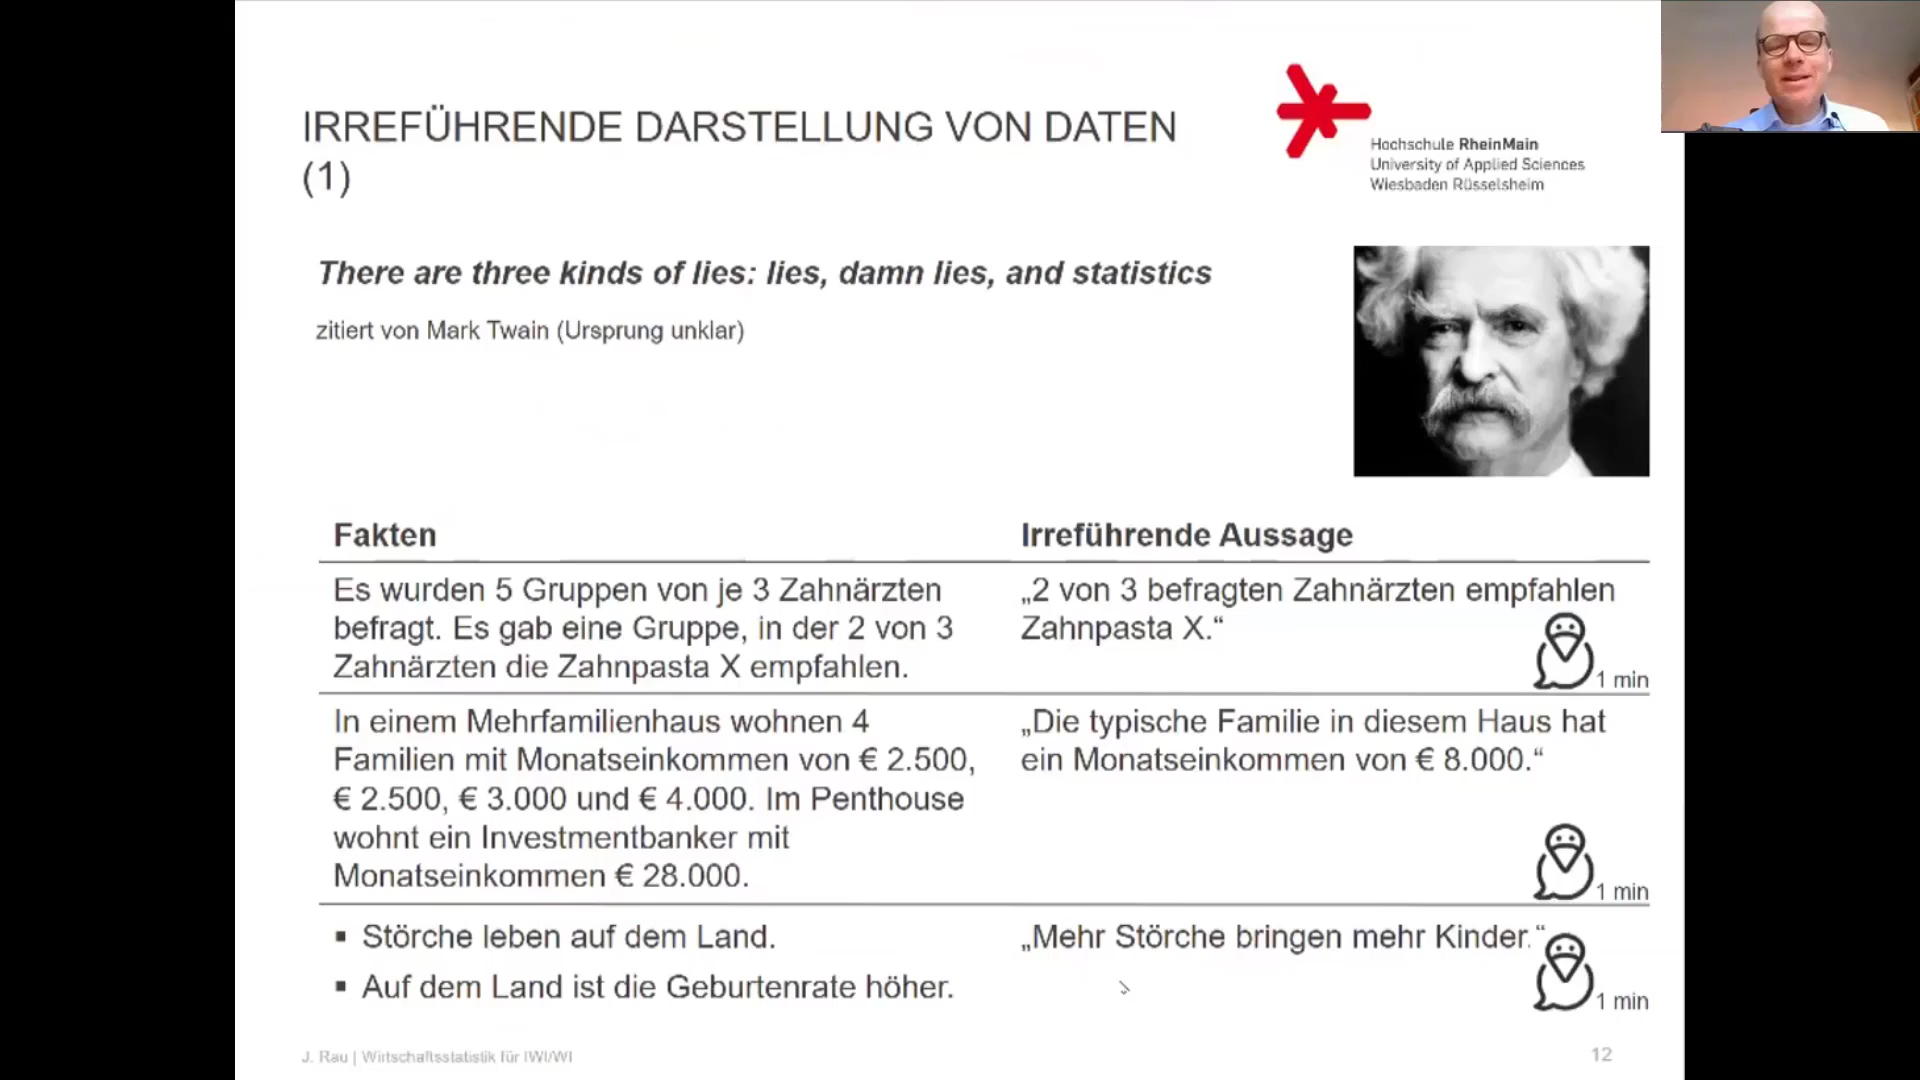 IRREFÜHRENDE DARSTELLUNG VON DATEN
(1)
Hochschule RheinMain
University of Applied Sciences
Wiesbaden Rüsselsheim
There are three kinds of lies: lies, damn lies, and statistics
zitiert von Mark Twain (Ursprung unklar)
Fakten
Irreführende Aussage
Es wurden 5 Gruppen von je 3 Zahnärzten
befragt. Es gab eine Gruppe, in der 2 von 3
Zahnärzten die Zahnpasta X empfahlen.
„2 von 3 befragten Zahnärzten empfahlen
Zahnpasta X.“
1 min
In einem Mehrfamilienhaus wohnen 4
Familien mit Monatseinkommen von € 2.500,
€ 2.500, € 3.000 und € 4.000. Im Penthouse
wohnt ein Investmentbanker mit
Monatseinkommen € 28.000.
„Die typische Familie in diesem Haus hat
ein Monatseinkommen von € 8.000.“
1 min
▪ Störche leben auf dem Land.
▪ Auf dem Land ist die Geburtenrate höher.
„Mehr Störche bringen mehr Kinder.“
1 min
J. Rau | Wirtschaftsstatistik für IWI/WI
12